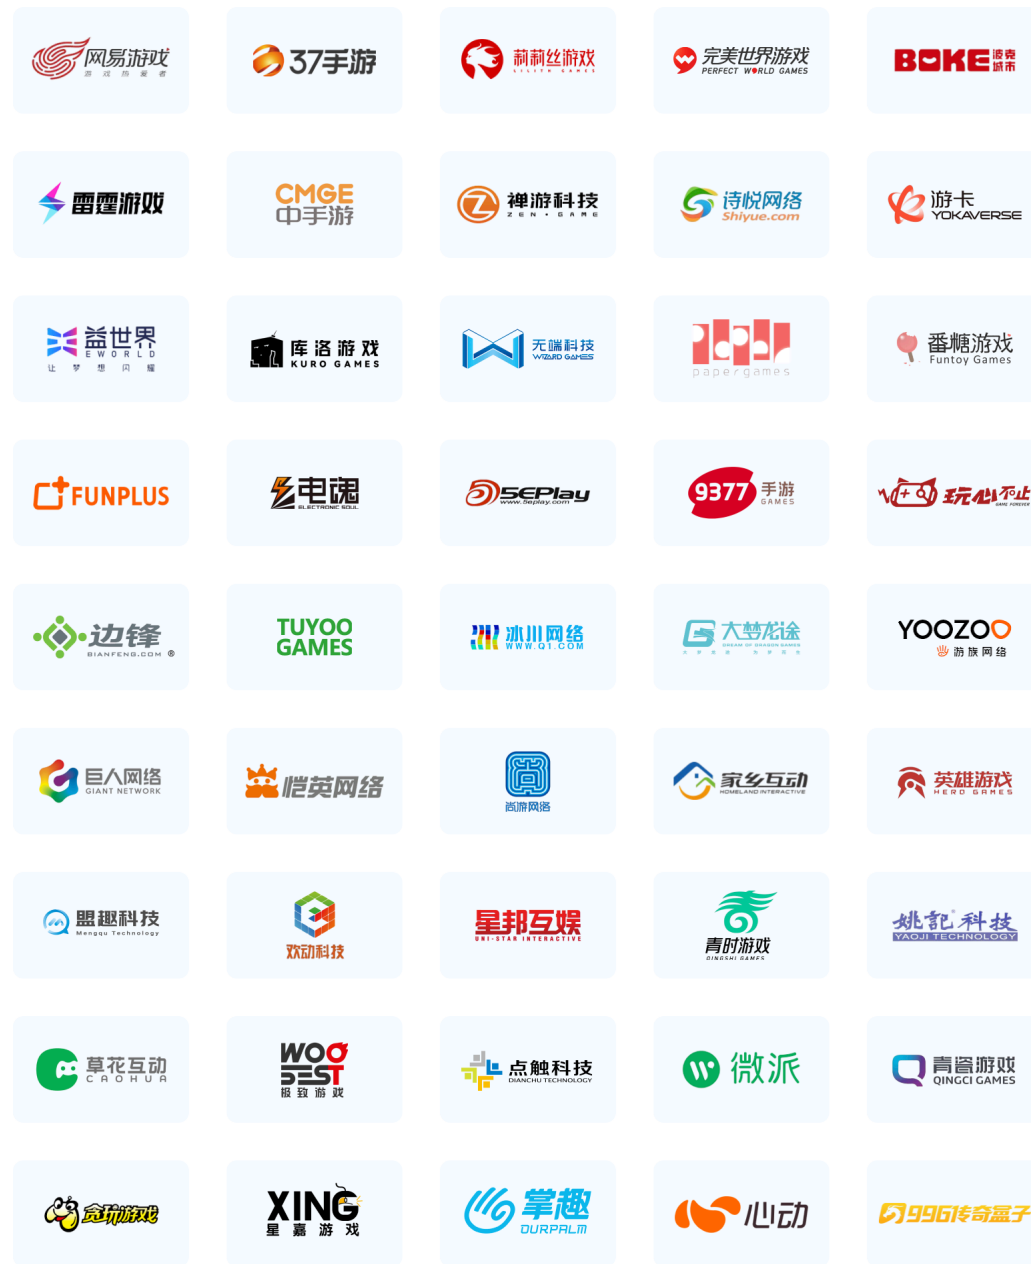 网易游戏
游戏热爱者
37手游
莉莉丝游戏
LILITH GAMES
完美世界游戏
PERFECT WORLD GAMES
BOKE 波克城市
雷霆游戏
CMGE
中手游
禅游科技
ZEN · GAME
诗悦网络
Shiyue.com
游卡
YOKAVERSE
益世界
EWORLD
让梦想闪耀
库洛游戏
KURO GAMES
无端科技
WIZARD GAMES
papergames
番糖游戏
Funtoy Games
FUNPLUS
电魂
ELECTRONIC SOUL
5EPlay
www.5eplay.com
9377 手游
GAMES
玩心不止
GAME FOREVER
边锋
BIANFENG.COM ®
TUYOO
GAMES
冰川网络
WWW.Q1.COM
大梦龙途
DREAM OF DRAGON GAMES
YOOZOO
游族网络
巨人网络
GIANT NETWORK
恺英网络
尚游网络
家乡互动
HOMELAND INTERACTIVE
英雄游戏
HERO GAMES
盟趣科技
Mengqu Technology
欢动科技
星邦互娱
UNI-STAR INTERACTIVE
青时游戏
QINGSHI GAMES
姚記科技
YAOJI TECHNOLOGY
草花互动
CAOHUA
WOO
BEST
极致游戏
点触科技
DIANCHU TECHNOLOGY
微派
青瓷游戏
QINGCI GAMES
贪玩游戏
XING
星嘉游戏
掌趣
OURPALM
心动
996传奇盒子